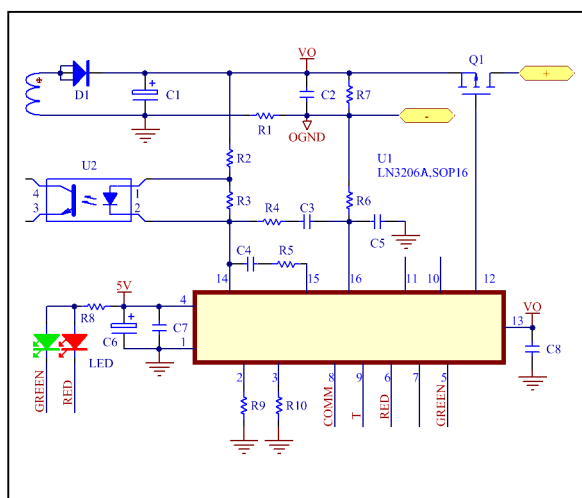 VO
Q1
D1
C1
C2
R7
+
-
R1
OGND
U2
R2
U1
LN3206A,SOP16
4
1
3
2
R3
R4
C3
R6
C5
C4
R5
14
15
16
11
10
12
5V
4
R8
C6
C7
1
13
VO
C8
LED
GREEN
RED
2
3
8
9
6
7
5
R9
R10
COMM
T
RED
GREEN